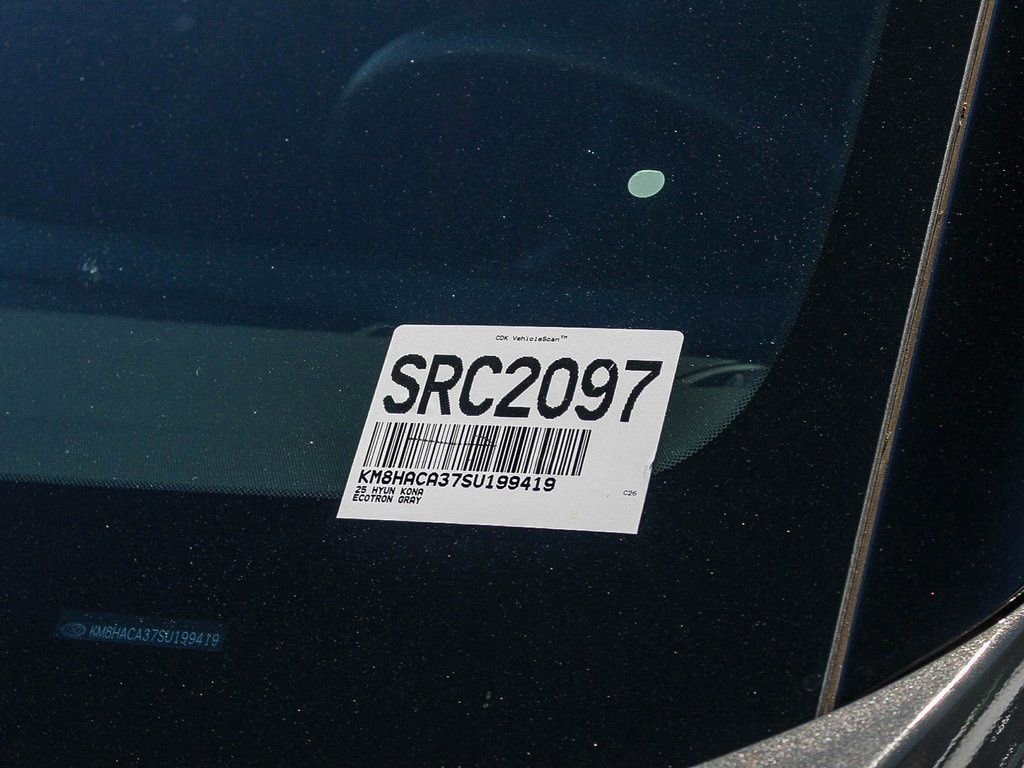 CDK VehicleScan™
SRC2097
KM8HACA37SU199419
25 HYUN KONA
ECOTRON GRAY
C26
KM8HACA37SU199419